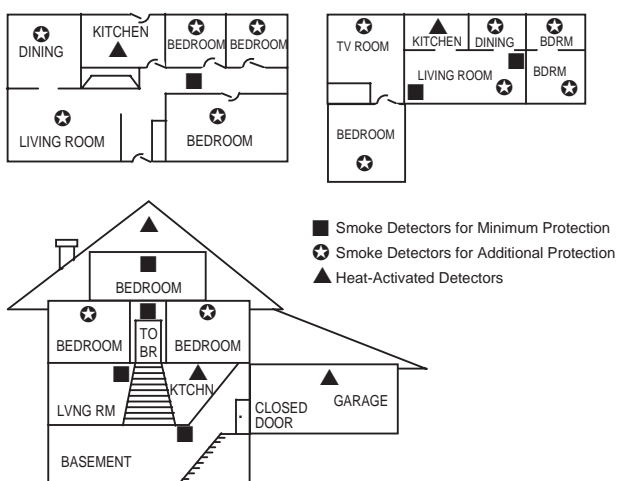 DINING
KITCHEN
BEDROOM
BEDROOM
LIVING ROOM
BEDROOM
TV ROOM
KITCHEN
DINING
BDRM
LIVING ROOM
BDRM
BEDROOM
Smoke Detectors for Minimum Protection
Smoke Detectors for Additional Protection
Heat-Activated Detectors
BEDROOM
BEDROOM
TO
BR
BEDROOM
LVNG RM
KTCHN
CLOSED
DOOR
GARAGE
BASEMENT